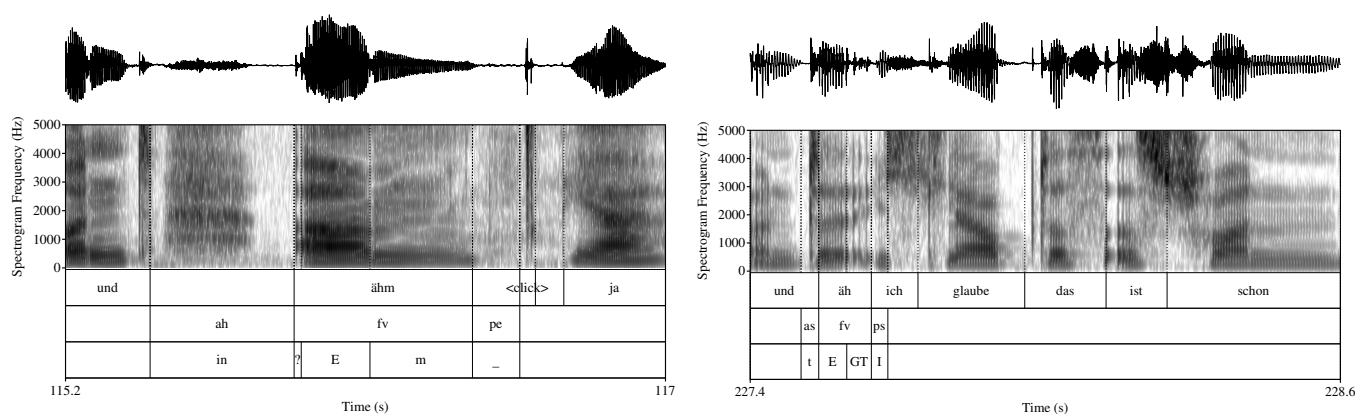 Spectrogram Frequency (Hz)
5000
4000
3000
2000
1000
0
und ähm <click> ja
ah fv pe
in ? E m _
115.2 117
Time (s)
Spectrogram Frequency (Hz)
5000
4000
3000
2000
1000
0
und äh ich glaube das ist schon
as fv ps
t E GT I
227.4 228.6
Time (s)